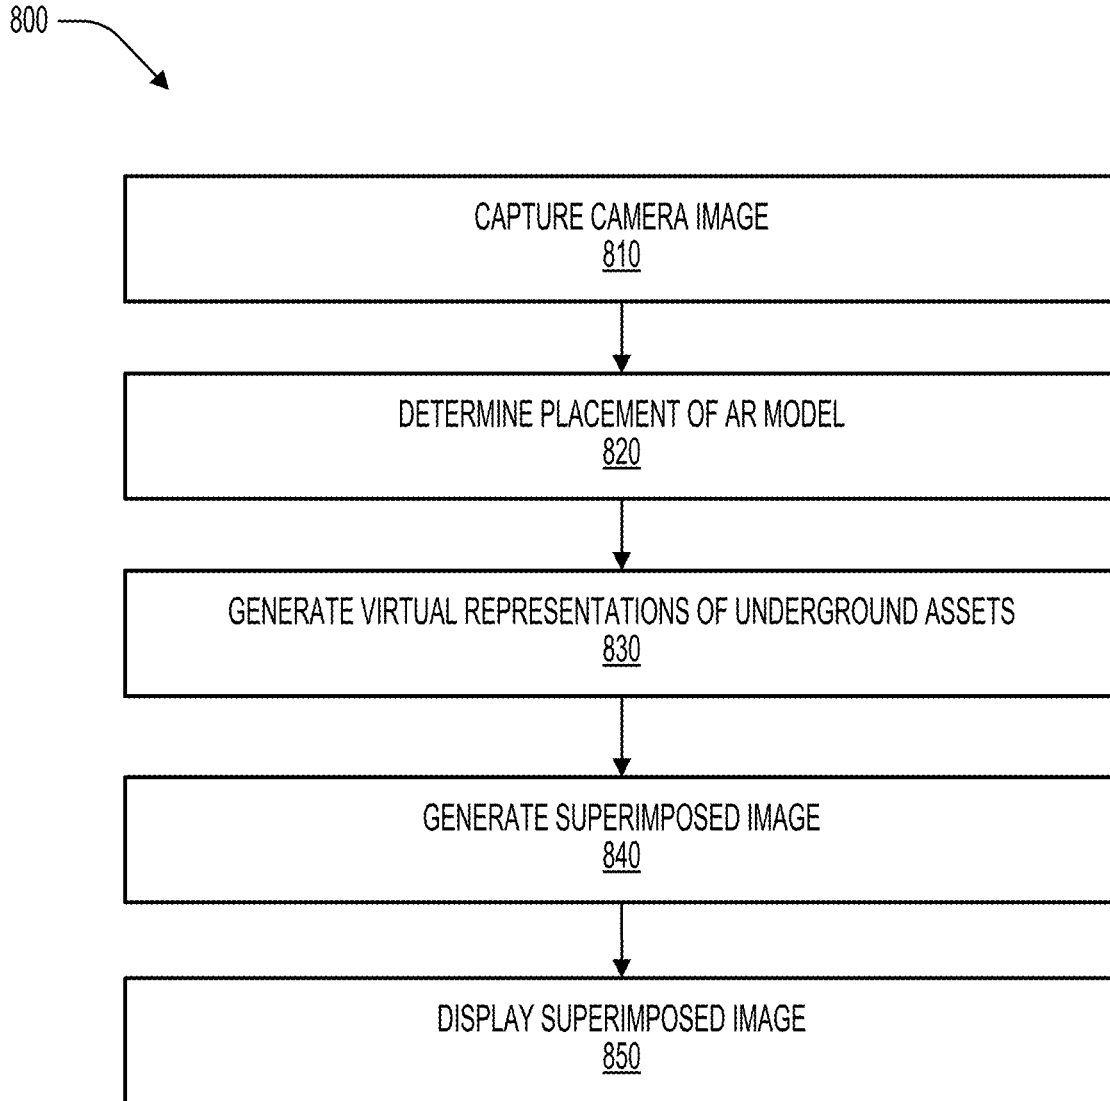 800
CAPTURE CAMERA IMAGE
810
DETERMINE PLACEMENT OF AR MODEL
820
GENERATE VIRTUAL REPRESENTATIONS OF UNDERGROUND ASSETS
830
GENERATE SUPERIMPOSED IMAGE
840
DISPLAY SUPERIMPOSED IMAGE
850